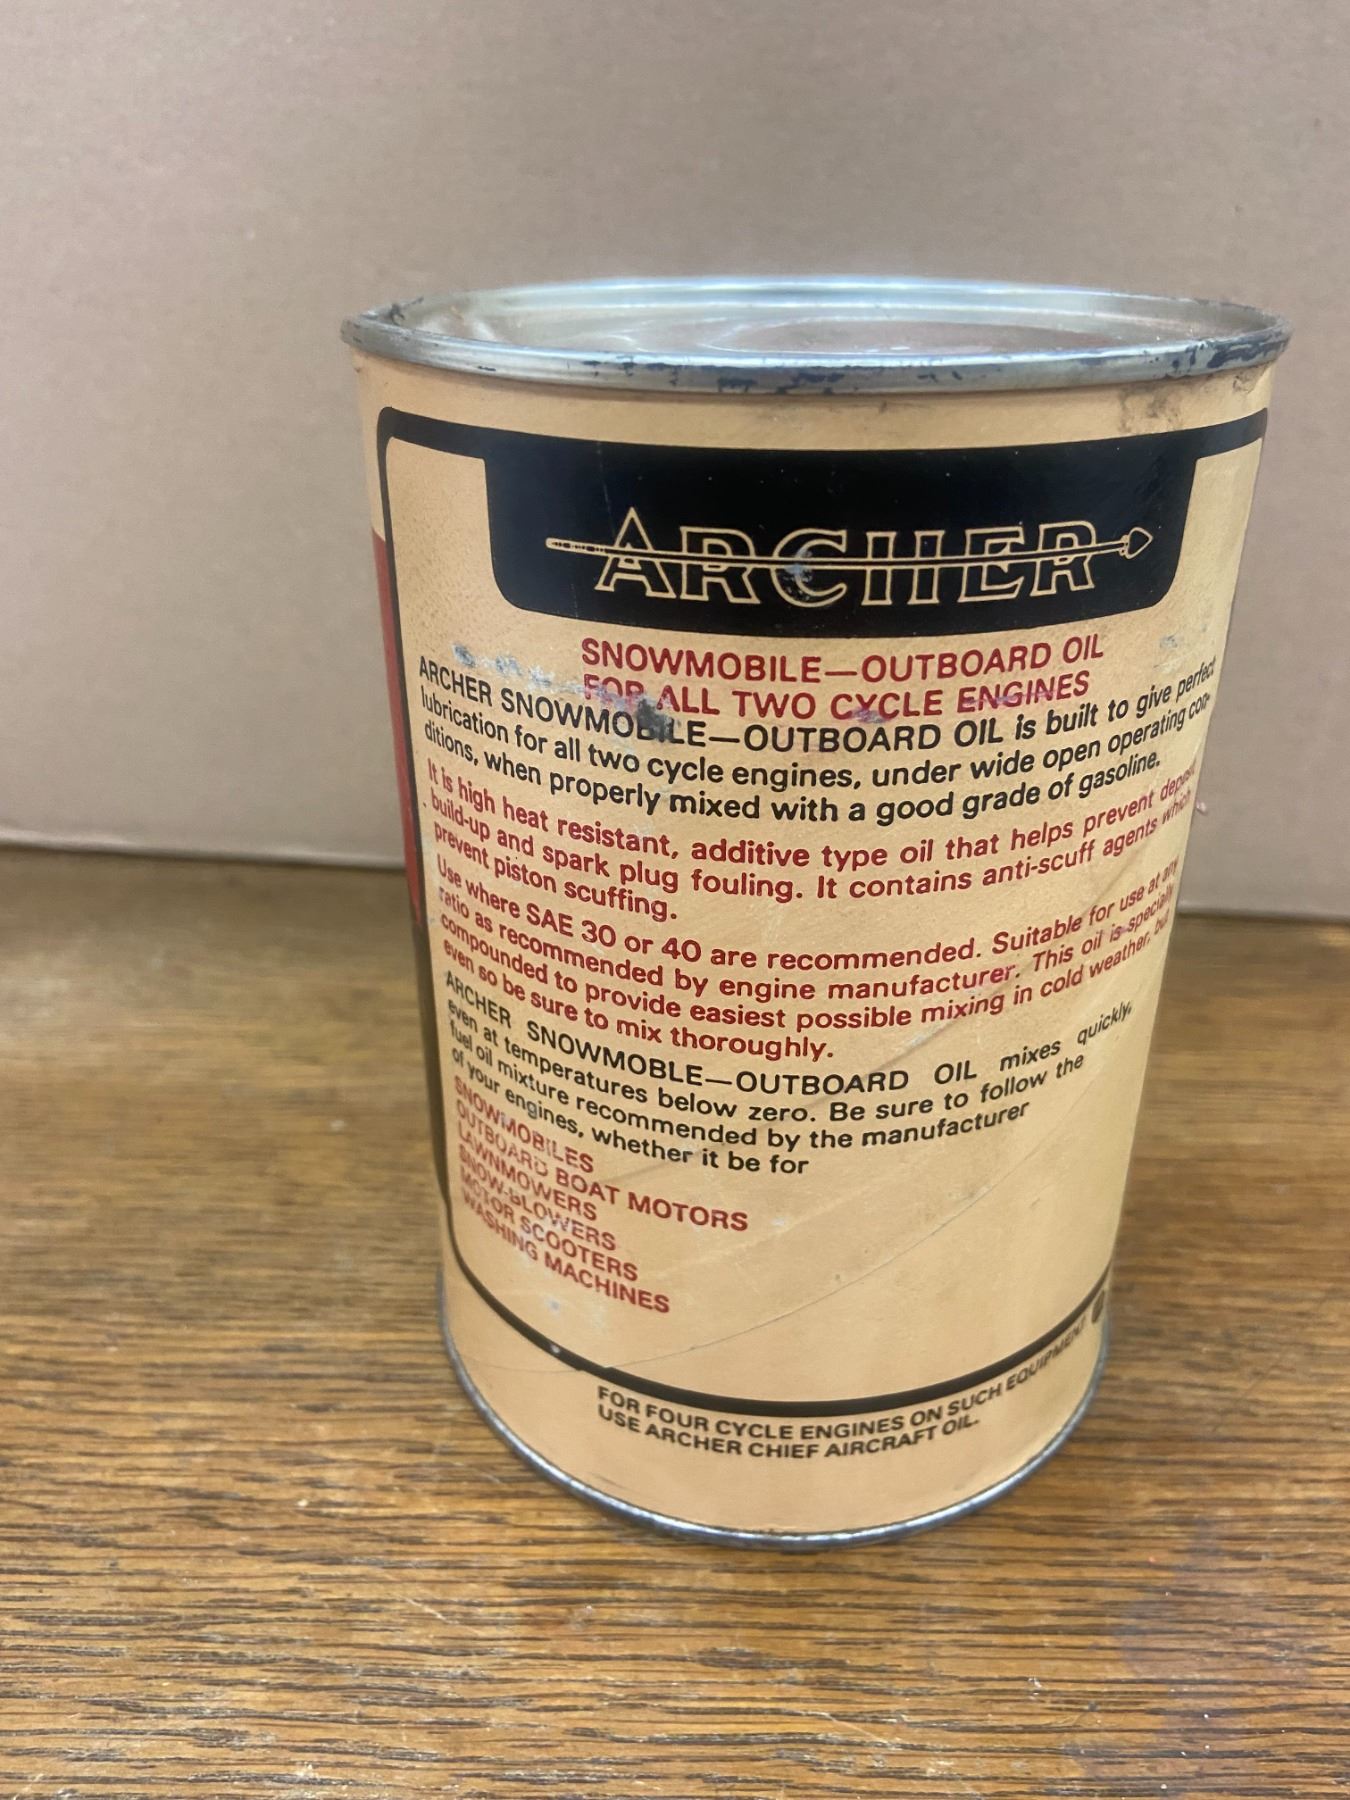 ARCHER
SNOWMOBILE—OUTBOARD OIL
FOR ALL TWO CYCLE ENGINES
ARCHER SNOWMOBILE—OUTBOARD OIL is built to give perfect
lubrication for all two cycle engines, under wide open operating con-
ditions, when properly mixed with a good grade of gasoline.
It is high heat resistant, additive type oil that helps prevent deposit
build-up and spark plug fouling. It contains anti-scuff agents which
prevent piston scuffing.
Use where SAE 30 or 40 are recommended. Suitable for use at any
ratio as recommended by engine manufacturer. This oil is specially
compounded to provide easiest possible mixing in cold weather, but
even so be sure to mix thoroughly.
ARCHER SNOWMOBLE—OUTBOARD OIL mixes quickly,
even at temperatures below zero. Be sure to follow the
fuel oil mixture recommended by the manufacturer
of your engines, whether it be for
SNOWMOBILES
OUTBOARD BOAT MOTORS
LAWNMOWERS
SNOW-BLOWERS
MOTOR SCOOTERS
WASHING MACHINES
FOR FOUR CYCLE ENGINES ON SUCH EQUIPMENT
USE ARCHER CHIEF AIRCRAFT OIL.